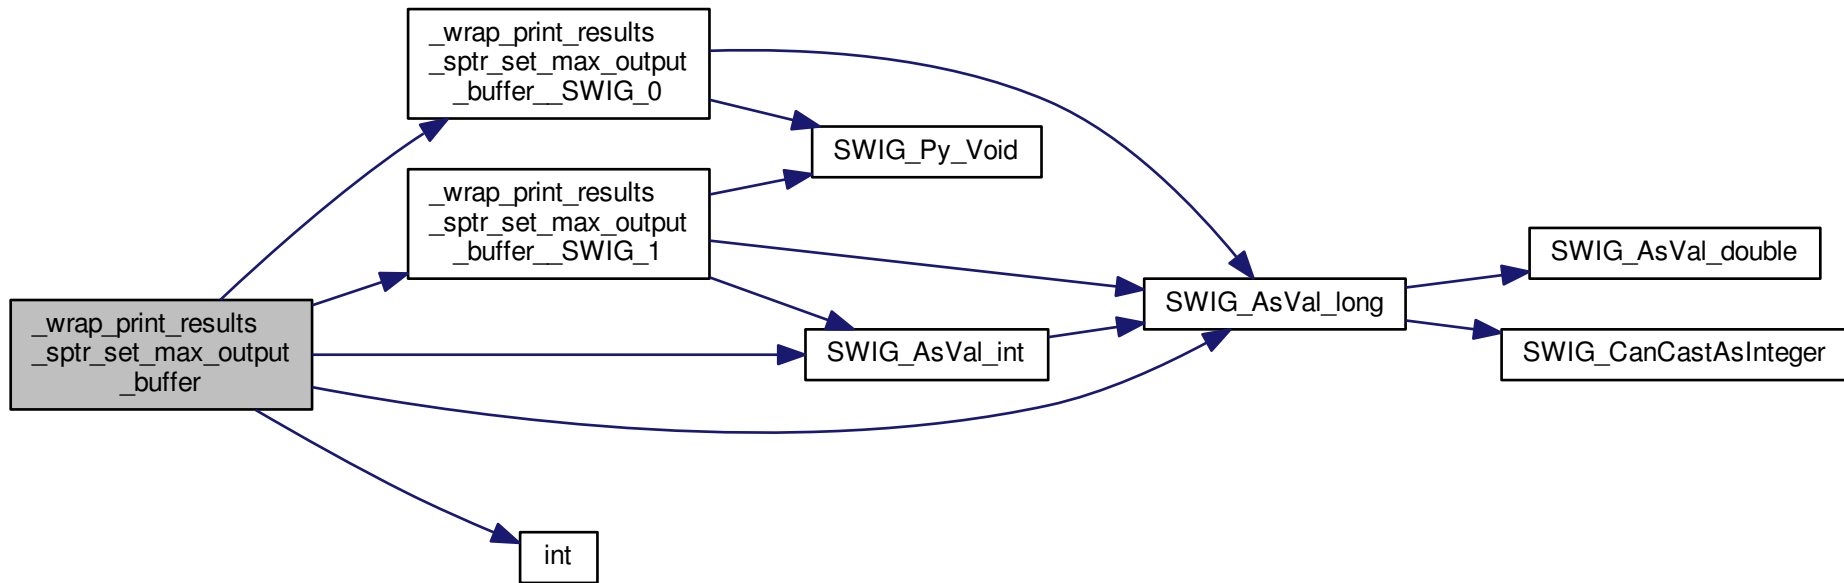 _wrap_print_results
_sptr_set_max_output
_buffer__SWIG_0
SWIG_Py_Void
_wrap_print_results
_sptr_set_max_output
_buffer__SWIG_1
SWIG_AsVal_double
SWIG_AsVal_long
_wrap_print_results
_sptr_set_max_output
_buffer
SWIG_AsVal_int
SWIG_CanCastAsInteger
int